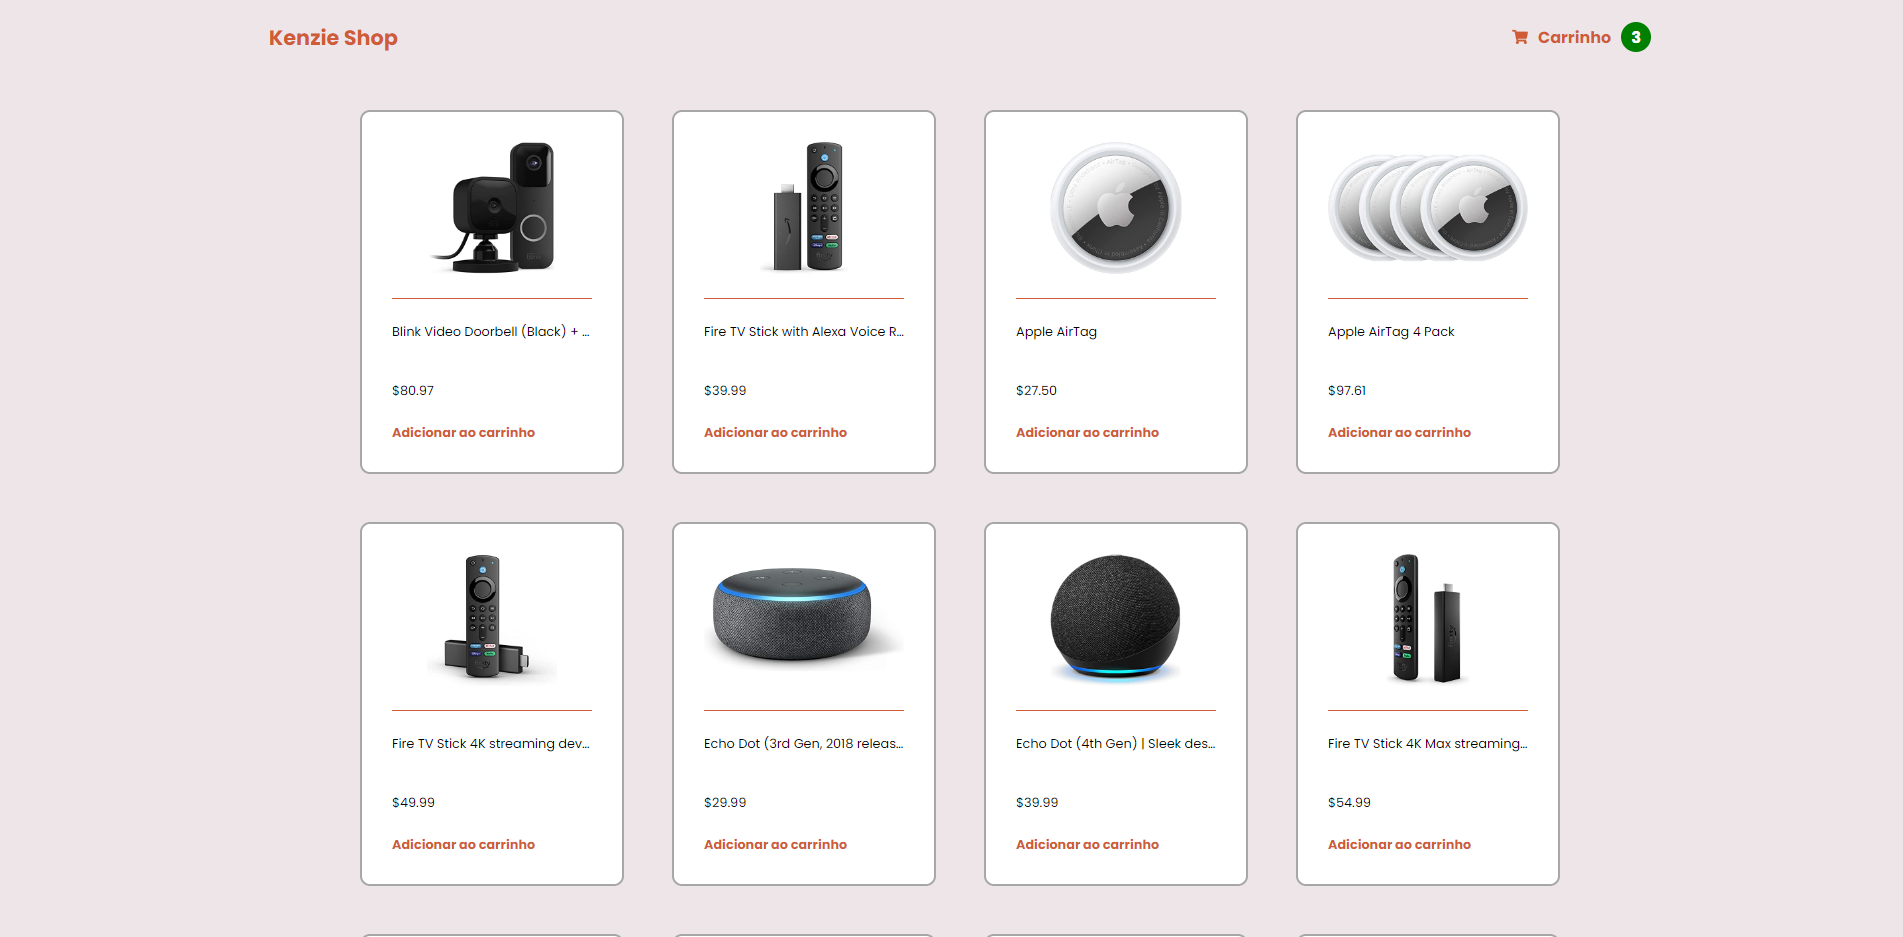 Kenzie Shop
Carrinho 3
Blink Video Doorbell (Black) + ...
$80.97
Adicionar ao carrinho
Fire TV Stick with Alexa Voice R...
$39.99
Adicionar ao carrinho
Apple AirTag
$27.50
Adicionar ao carrinho
Apple AirTag 4 Pack
$97.61
Adicionar ao carrinho
Fire TV Stick 4K streaming dev...
$49.99
Adicionar ao carrinho
Echo Dot (3rd Gen, 2018 releas...
$29.99
Adicionar ao carrinho
Echo Dot (4th Gen) | Sleek des...
$39.99
Adicionar ao carrinho
Fire TV Stick 4K Max streaming...
$54.99
Adicionar ao carrinho